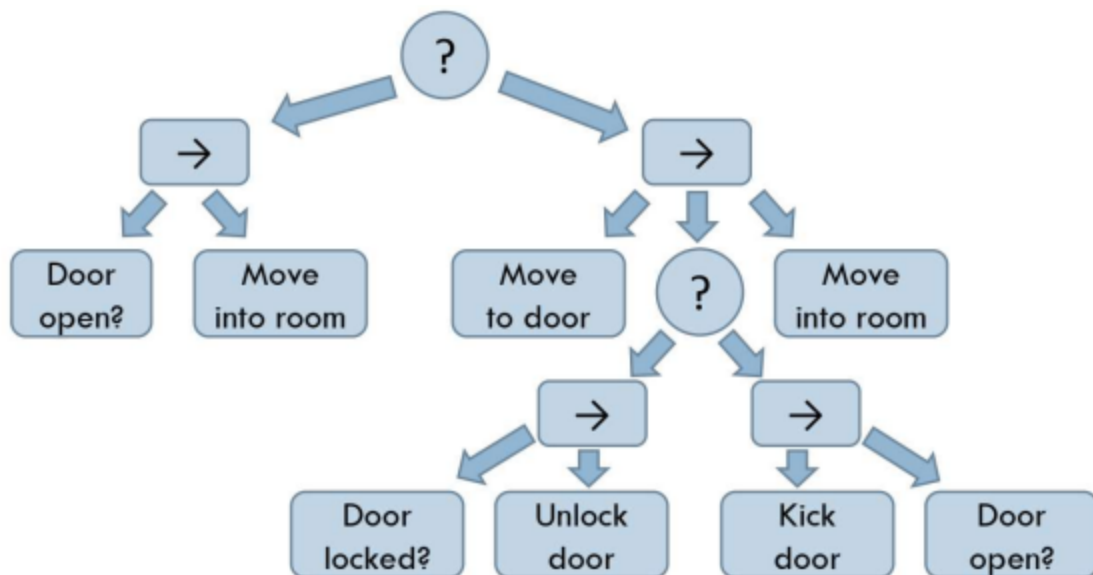 ?
→
→
Door
open?
Move
into room
Move
to door
?
Move
into room
→
→
Door
locked?
Unlock
door
Kick
door
Door
open?